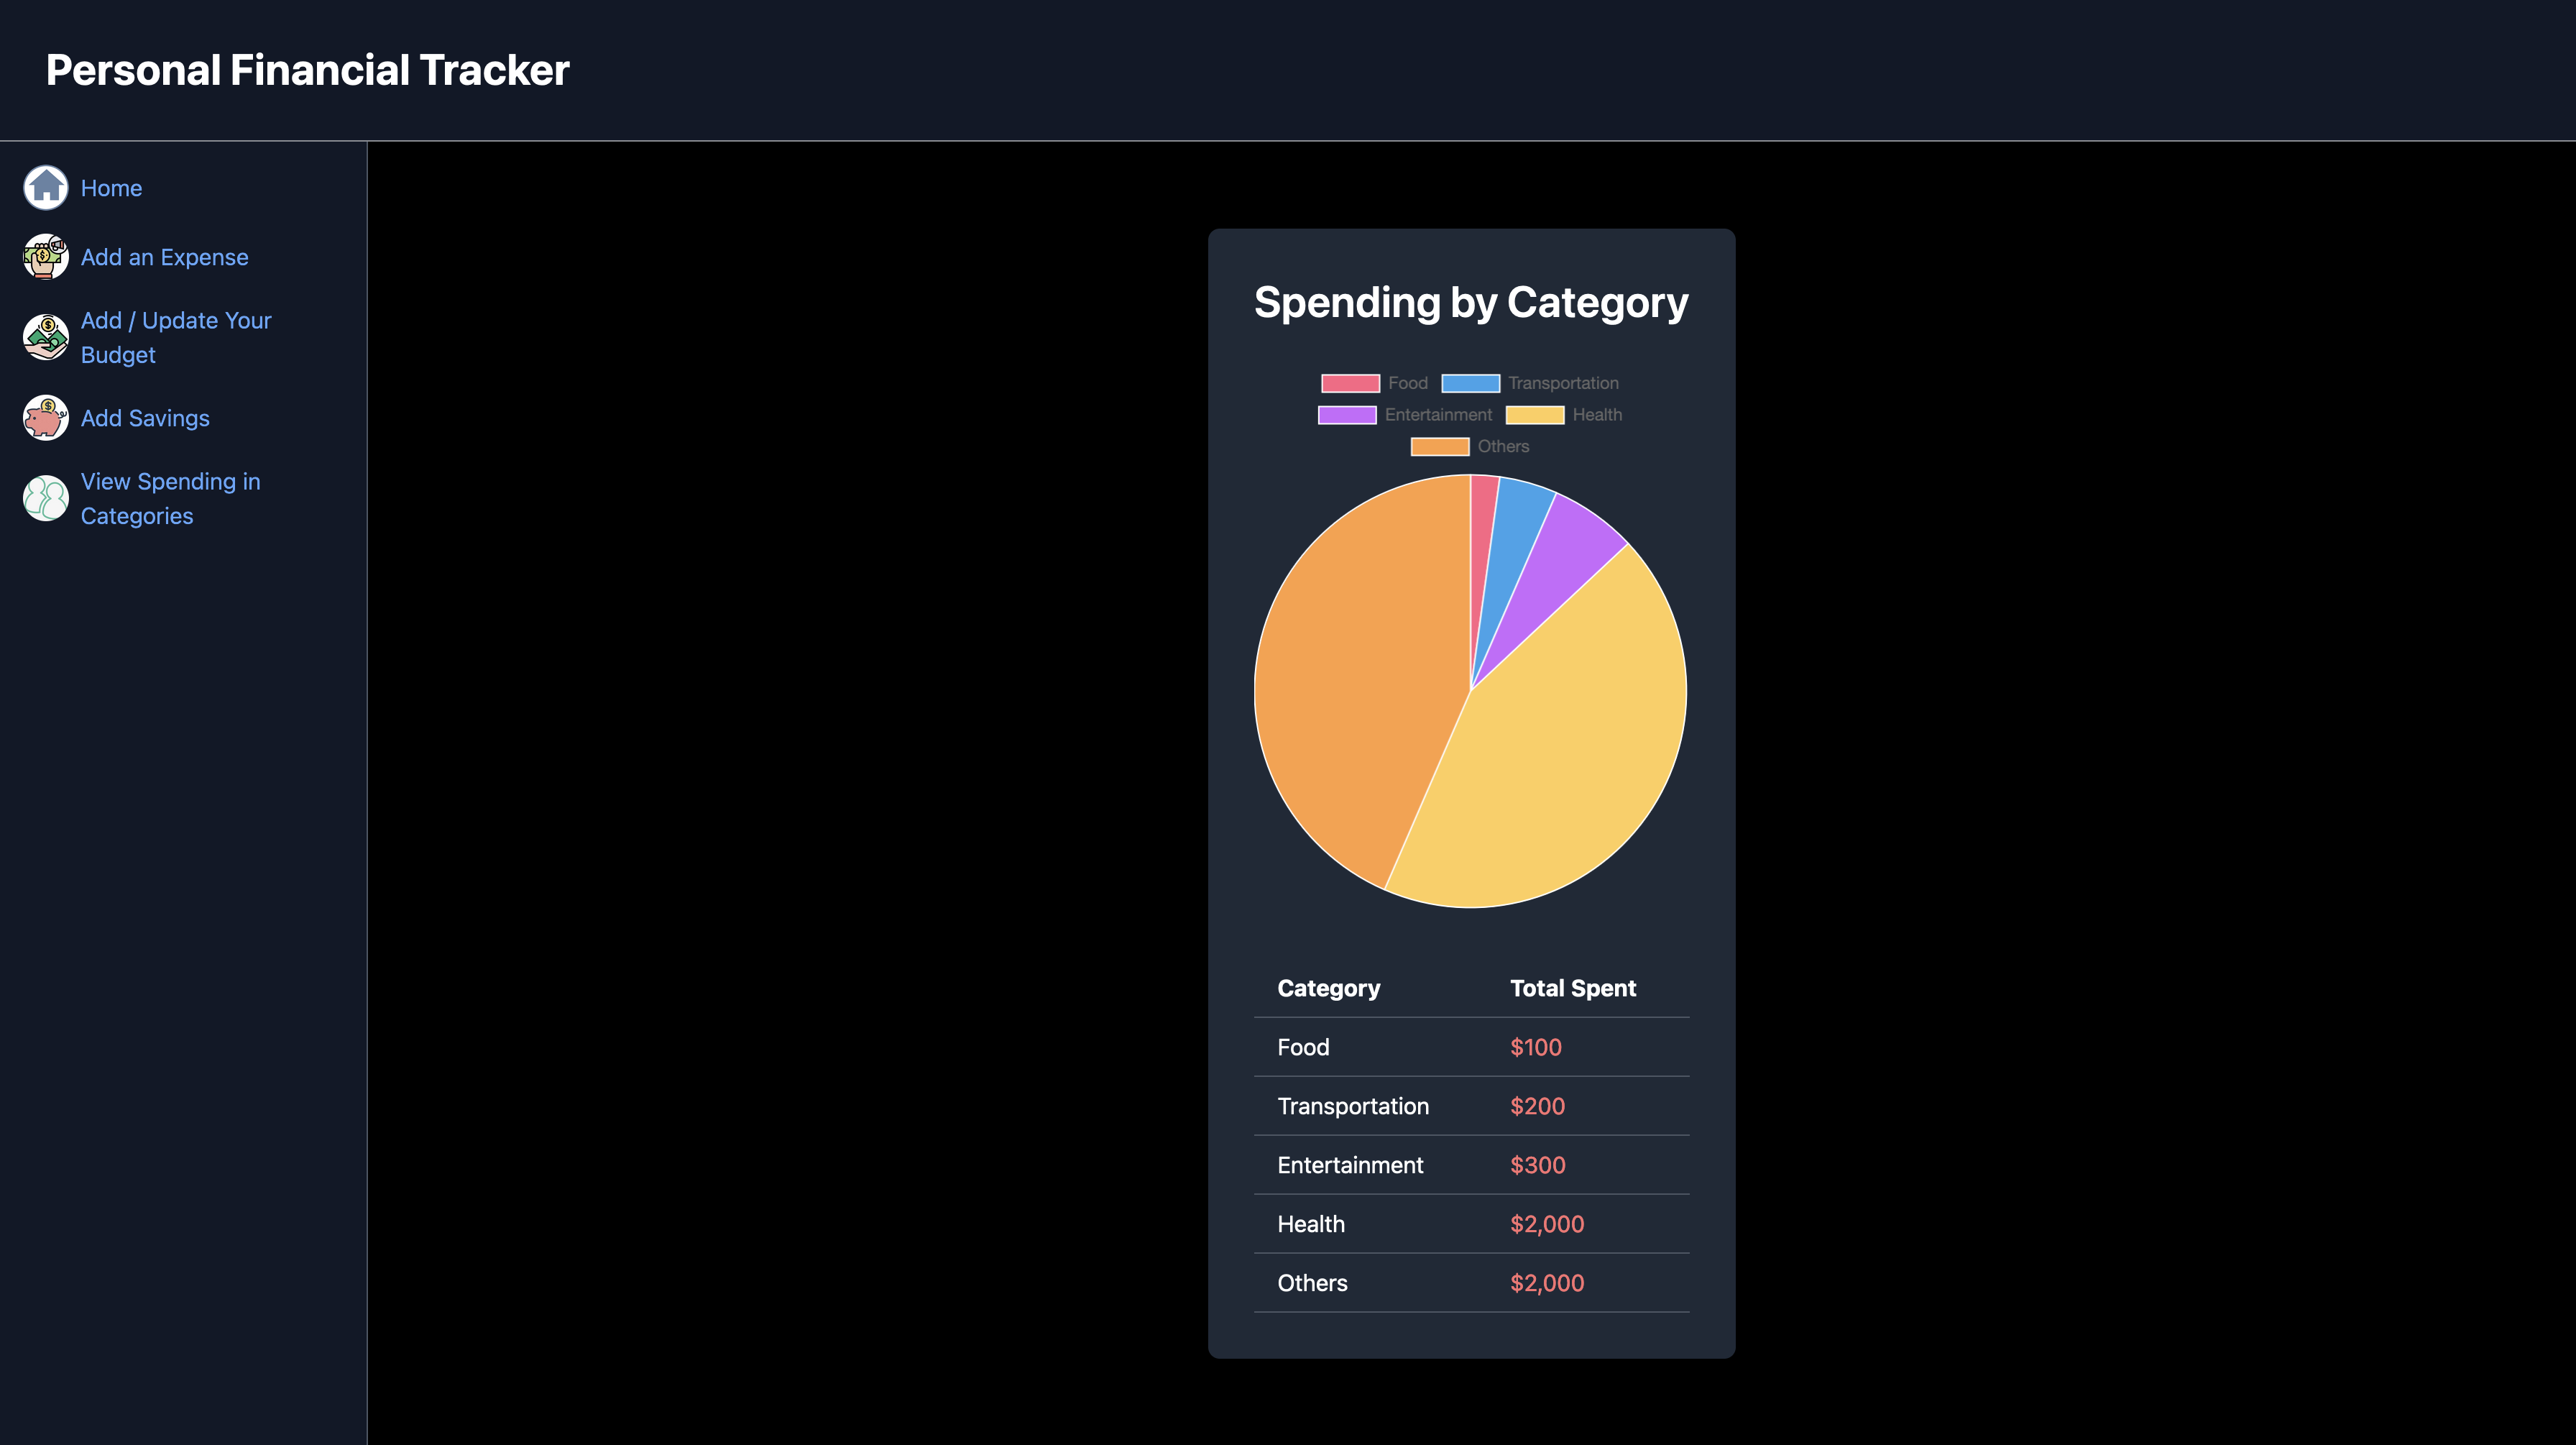 Personal Financial Tracker
Home
Add an Expense
Add / Update Your
Budget
Add Savings
View Spending in
Categories
Spending by Category
Food Transportation
Entertainment Health
Others
Category Total Spent
Food $100
Transportation $200
Entertainment $300
Health $2,000
Others $2,000